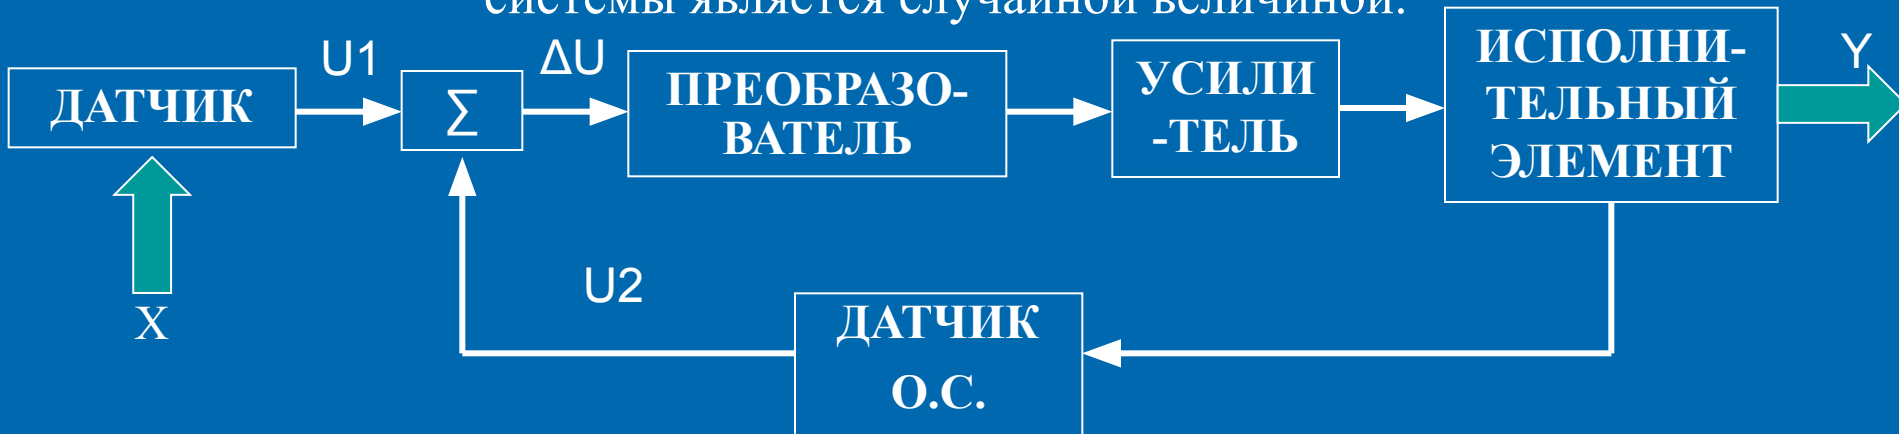 системы является случайной величиной.
U1
ΔU
ДАТЧИК
∑
ПРЕОБРАЗО-
ВАТЕЛЬ
УСИЛИ
-ТЕЛЬ
ИСПОЛНИ-
ТЕЛЬНЫЙ
ЭЛЕМЕНТ
Y
X
U2
ДАТЧИК
О.С.